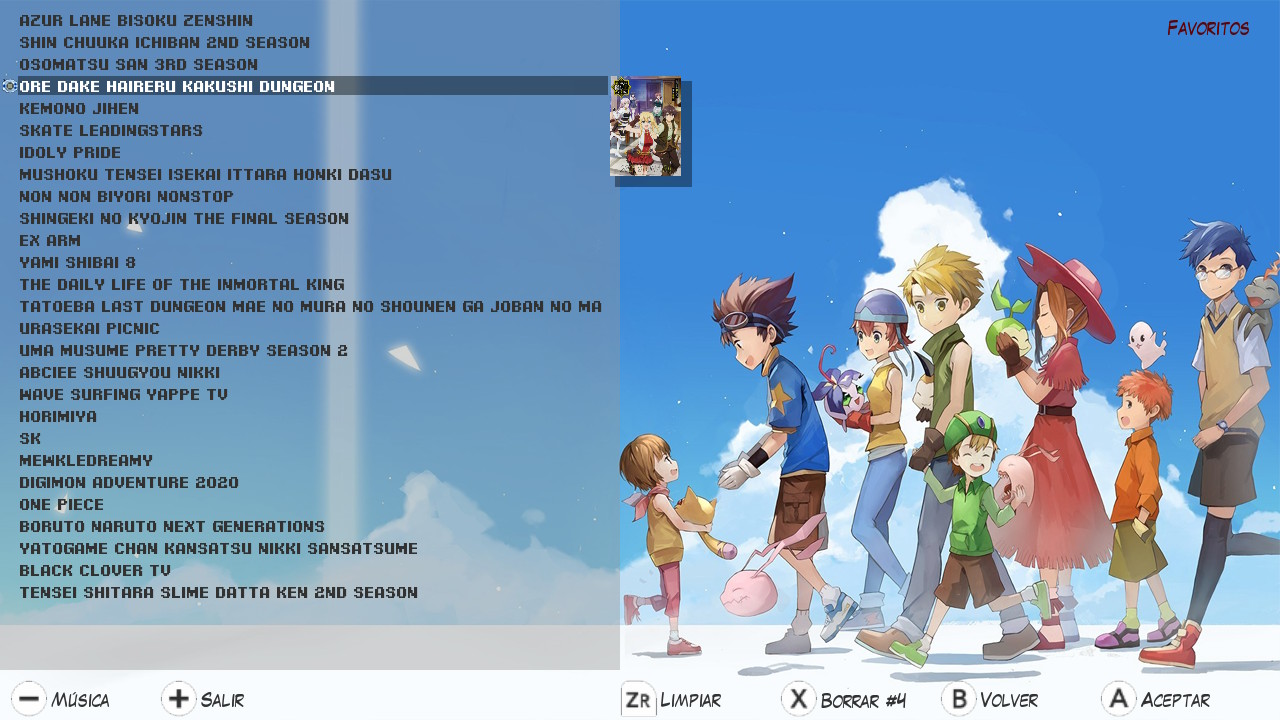 AZUR LANE BISOKU ZENSHIN
SHIN CHUUKA ICHIBAN 2ND SEASON
OSOMATSU SAN 3RD SEASON
ORE DAKE HAIRERU KAKUSHI DUNGEON
KEMONO JIHEN
SKATE LEADINGSTARS
IDOLY PRIDE
MUSHOKU TENSEI ISEKAI ITTARA HONKI DASU
NON NON BIYORI NONSTOP
SHINGEKI NO KYOJIN THE FINAL SEASON
EX ARM
YAMI SHIBAI 8
THE DAILY LIFE OF THE INMORTAL KING
TATOEBA LAST DUNGEON MAE NO MURA NO SHOUNEN GA JOBAN NO MA
URASEKAI PICNIC
UMA MUSUME PRETTY DERBY SEASON 2
ABCIEE SHUUGYOU NIKKI
WAVE SURFING YAPPE TV
HORIMIYA
SK
MEWKLEDREAMY
DIGIMON ADVENTURE 2020
ONE PIECE
BORUTO NARUTO NEXT GENERATIONS
YATOGAME CHAN KANSATSU NIKKI SANSATSUME
BLACK CLOVER TV
TENSEI SHITARA SLIME DATTA KEN 2ND SEASON
FAVORITOS
− MÚSICA
+ SALIR
ZR LIMPIAR
X BORRAR #4
B VOLVER
A ACEPTAR